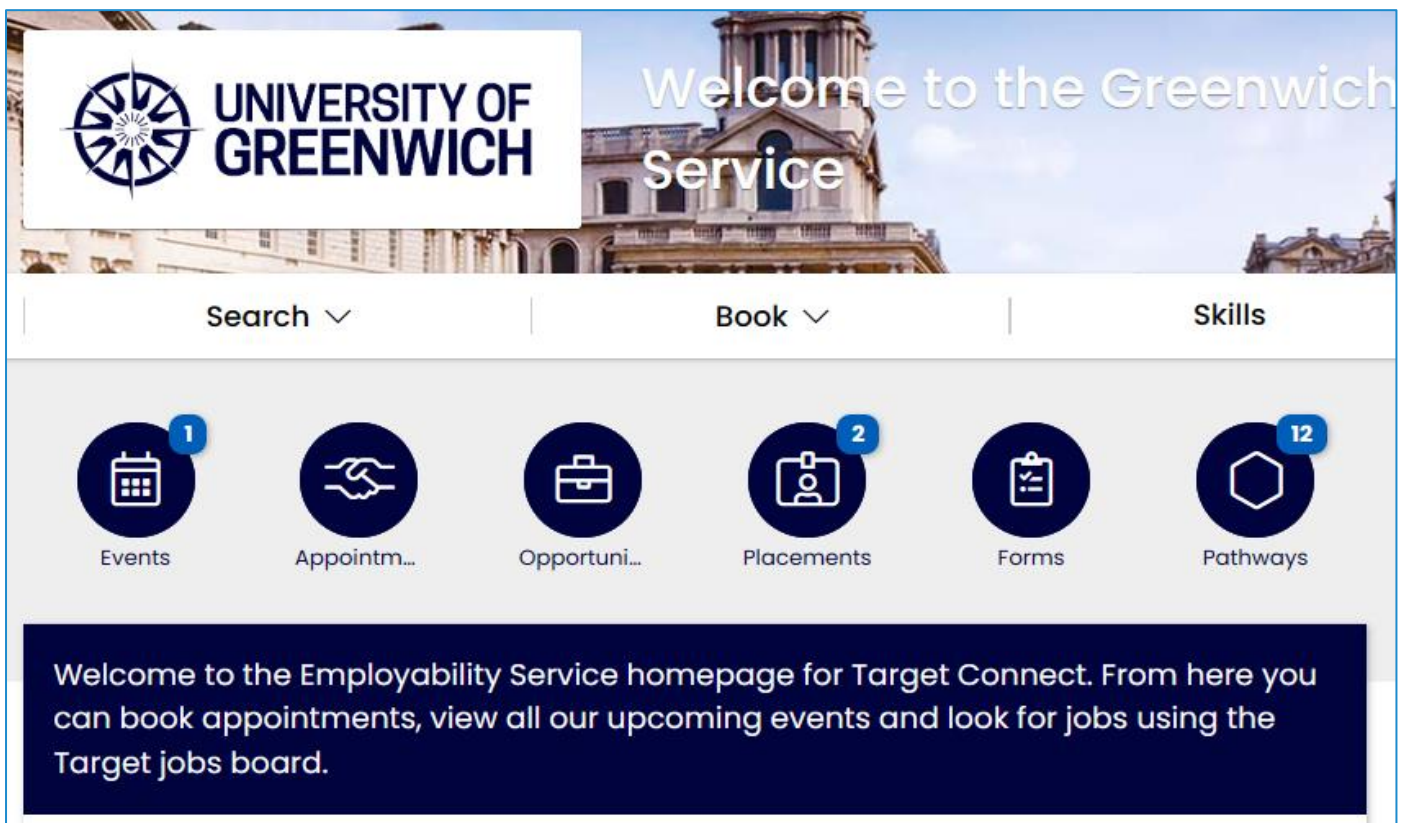 UNIVERSITY OF
GREENWICH
Welcome to the Greenwich
Service
Search
Book
Skills
1
2
12
Events
Appointm...
Opportuni...
Placements
Forms
Pathways
Welcome to the Employability Service homepage for Target Connect. From here you
can book appointments, view all our upcoming events and look for jobs using the
Target jobs board.